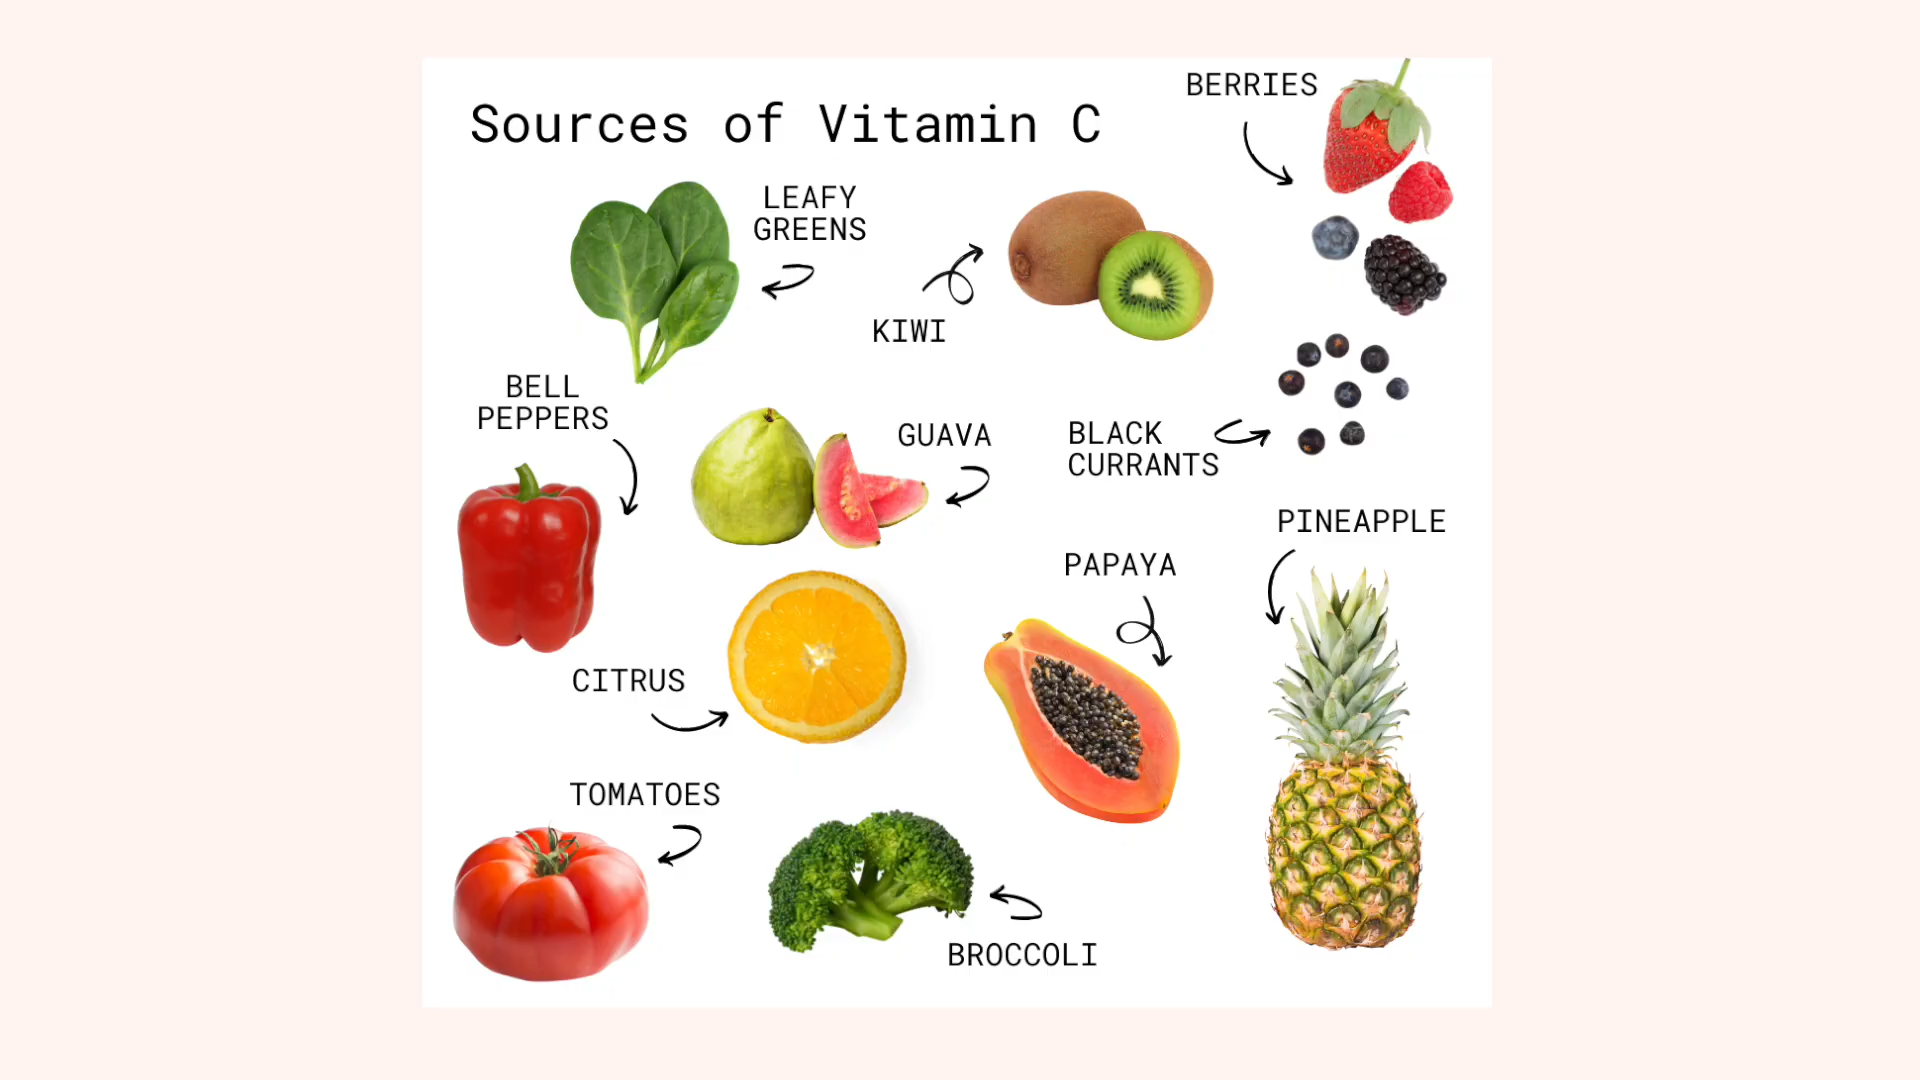 Sources of Vitamin C
BERRIES
LEAFY
GREENS
KIWI
BELL
PEPPERS
GUAVA
BLACK
CURRANTS
PINEAPPLE
PAPAYA
CITRUS
TOMATOES
BROCCOLI